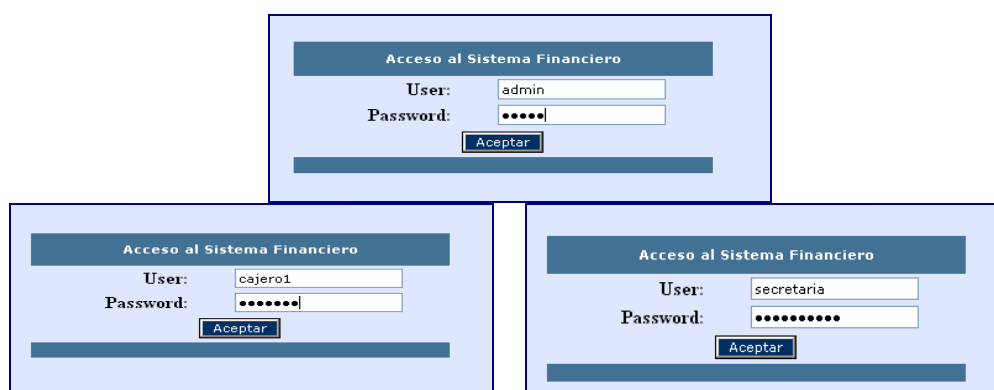 Acceso al Sistema Financiero
User: admin
Password: •••••
Aceptar
Acceso al Sistema Financiero
User: cajero1
Password: •••••••
Aceptar
Acceso al Sistema Financiero
User: secretaria
Password: ••••••••••
Aceptar